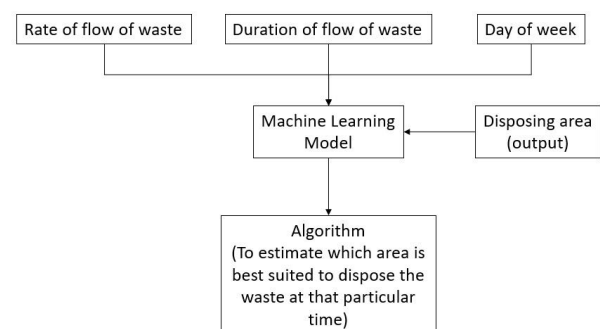 Rate of flow of waste
Duration of flow of waste
Day of week
Machine Learning
Model
Disposing area
(output)
Algorithm
(To estimate which area is
best suited to dispose the
waste at that particular
time)